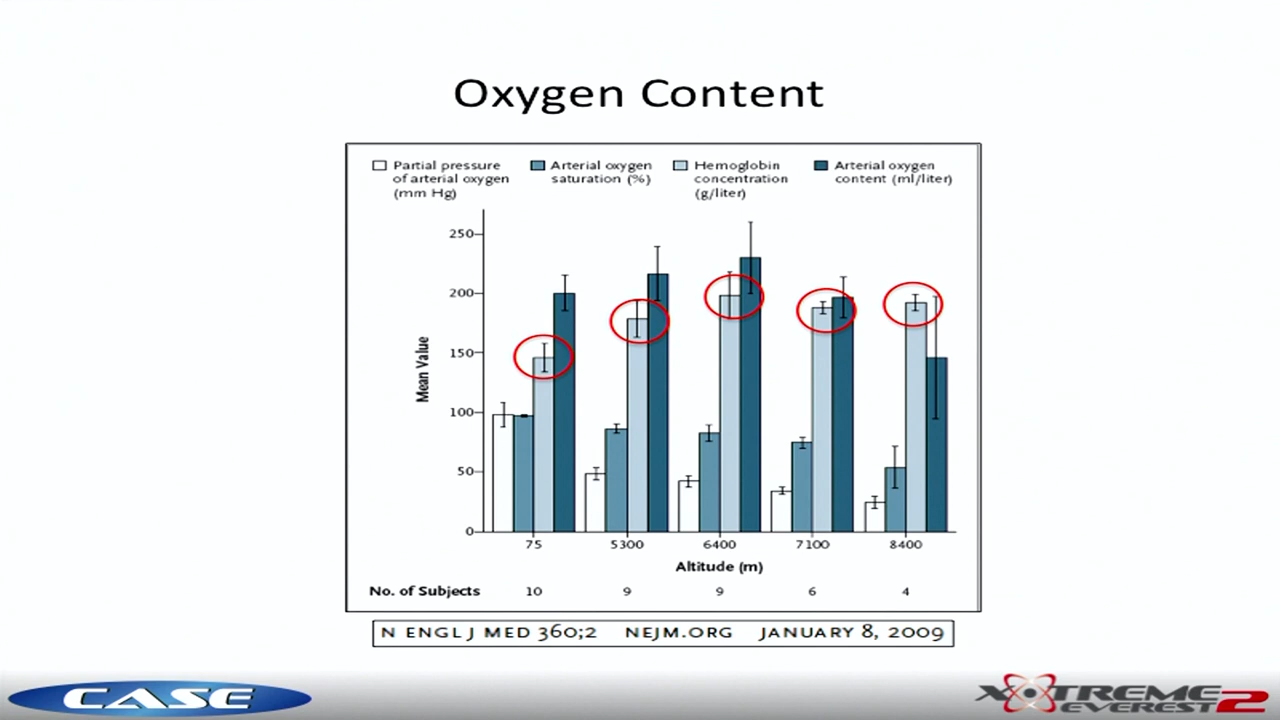 Oxygen Content
Partial pressure
of arterial oxygen
(mm Hg)
Arterial oxygen
saturation (%)
Hemoglobin
concentration
(g/liter)
Arterial oxygen
content (ml/liter)
250
200
150
100
50
0
Mean Value
75 5300 6400 7100 8400
Altitude (m)
No. of Subjects 10 9 9 6 4
N ENGL J MED 360;2 NEJM.ORG JANUARY 8, 2009
CASE
XTREME
EVEREST 2